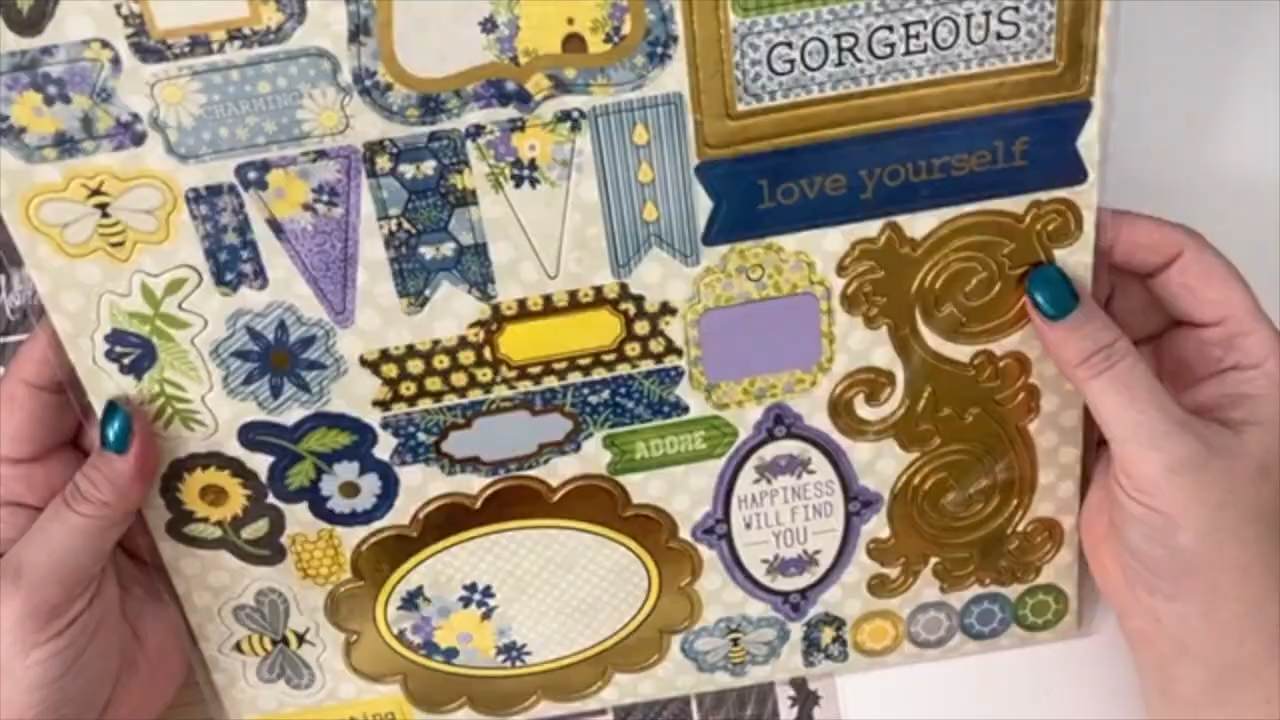 GORGEOUS
CHARMING
love yourself
ADORE
HAPPINESS
WILL FIND
YOU